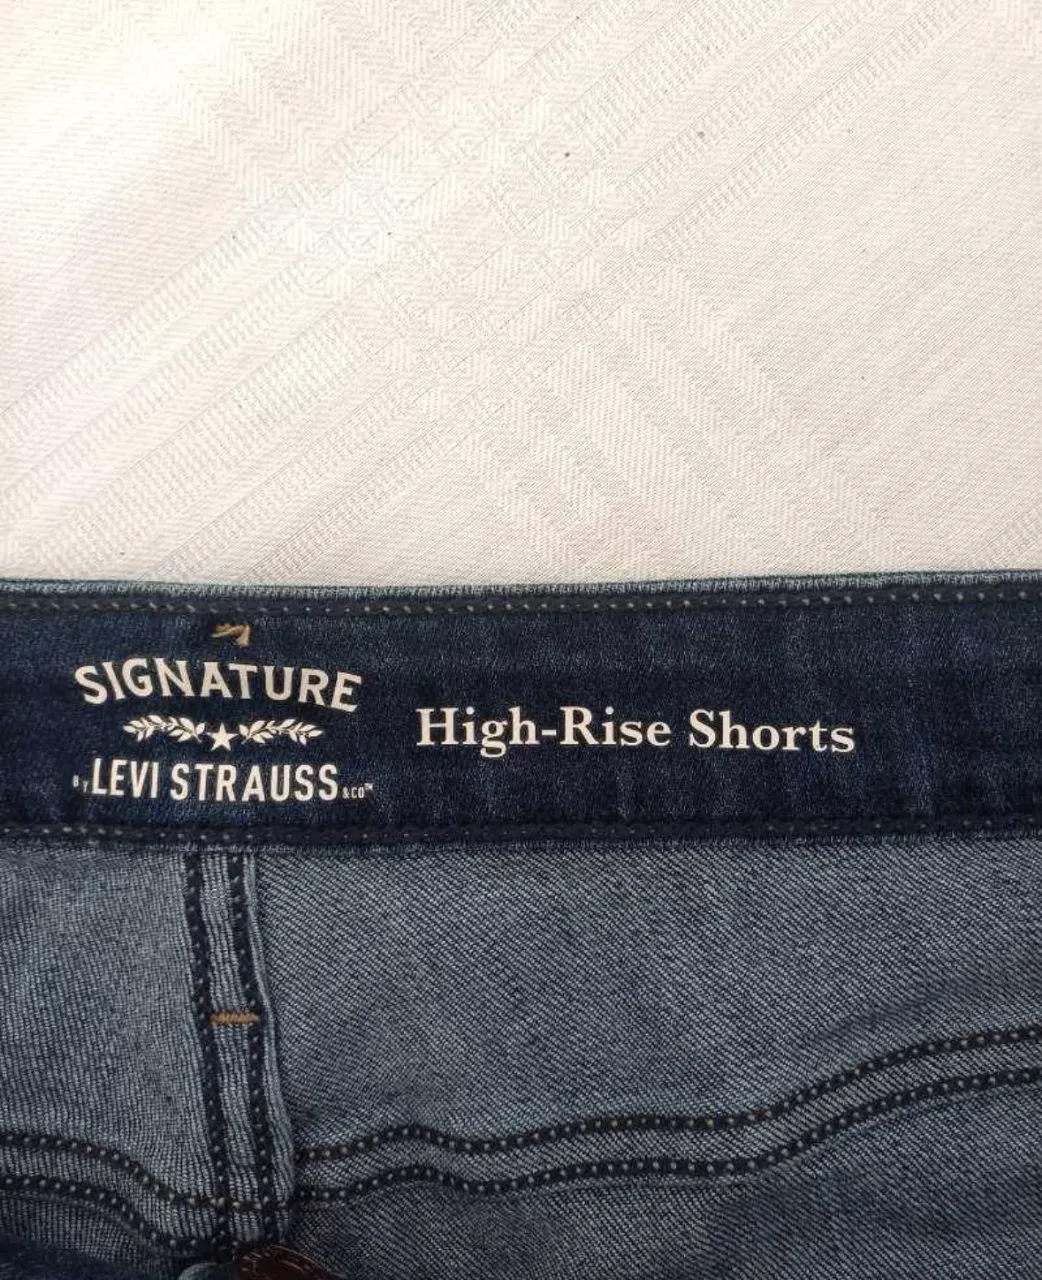 SIGNATURE
BY LEVI STRAUSS & CO™
High-Rise Shorts